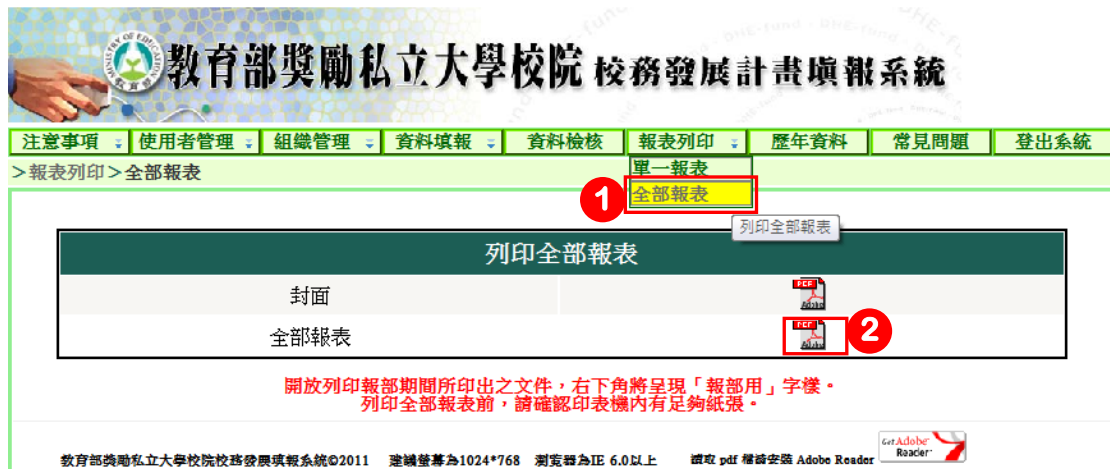 教育部獎勵私立大學校院 校務發展計畫填報系統
注意事項 使用者管理 組織管理 資料填報 資料檢核 報表列印 歷年資料 常見問題 登出系統
>報表列印>全部報表
單一報表
1 全部報表
列印全部報表
列印全部報表
封面 PDF Adobe
全部報表 PDF Adobe 2
開放列印報部期間所印出之文件，右下角將呈現「報部用」字樣。
列印全部報表前，請確認印表機內有足夠紙張。
教育部獎勵私立大學校院校務發展填報系統©2011 建議螢幕為1024*768 瀏覽器為IE 6.0以上 讀取 pdf 檔請安裝 Adobe Reader
Get Adobe Reader